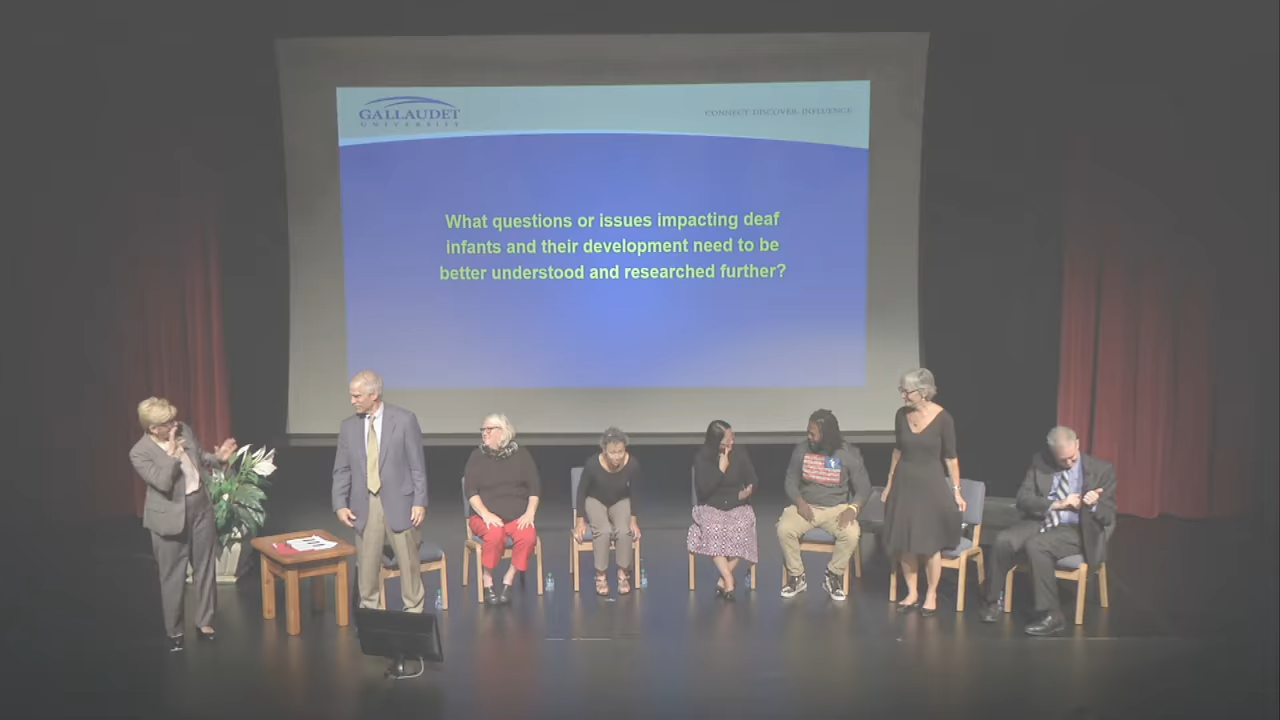 GALLAUDET
UNIVERSITY
CONNECT. DISCOVER. INFLUENCE
What questions or issues impacting deaf
infants and their development need to be
better understood and researched further?